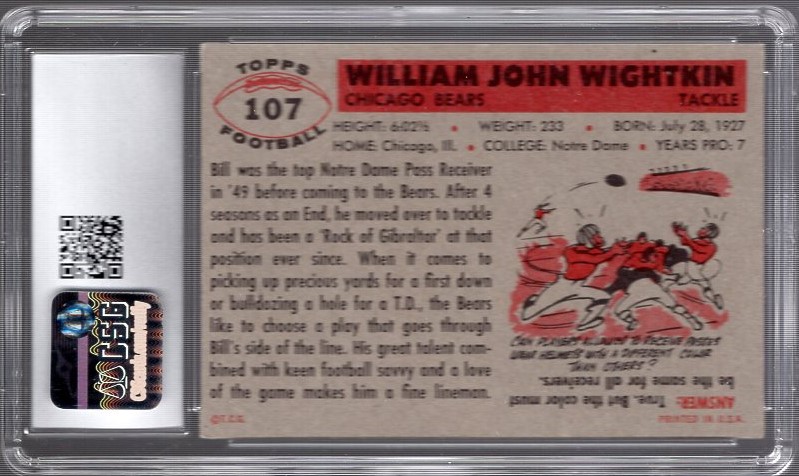 TOPPS
107
FOOTBALL
WILLIAM JOHN WIGHTKIN
CHICAGO BEARS TACKLE
HEIGHT: 6:02½ • WEIGHT: 233 • BORN: July 28, 1927
HOME: Chicago, Ill. • COLLEGE: Notre Dame • YEARS PRO: 7
Bill was the top Notre Dame Pass Receiver
in '49 before coming to the Bears. After 4
seasons as an End, he moved over to tackle
and has been a 'Rock of Gibraltar' at that
position ever since. When it comes to
picking up precious yards for a first down
or bulldozing a hole for a T.D., the Bears
like to choose a play that goes through
Bill's side of the line. His great talent com-
bined with keen football savvy and a love
of the game makes him a fine lineman.
CAN PLAYERS ALLOWED TO RECEIVE PASSES
WEAR HELMETS WITH A DIFFERENT COLOR
THAN OTHERS?
ANSWER: True. But the color must
be the same for all receivers.
©T.C.G. PRINTED IN U.S.A.
CSG